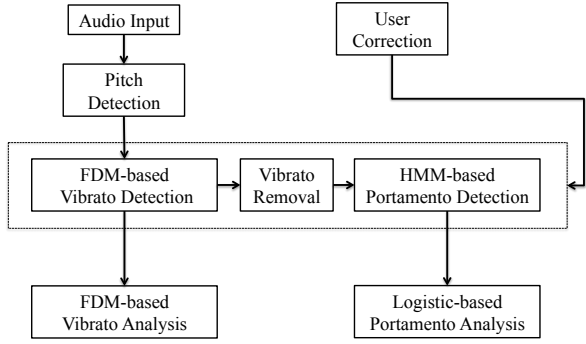 Audio Input
User
Correction
Pitch
Detection
FDM-based
Vibrato Detection
Vibrato
Removal
HMM-based
Portamento Detection
FDM-based
Vibrato Analysis
Logistic-based
Portamento Analysis